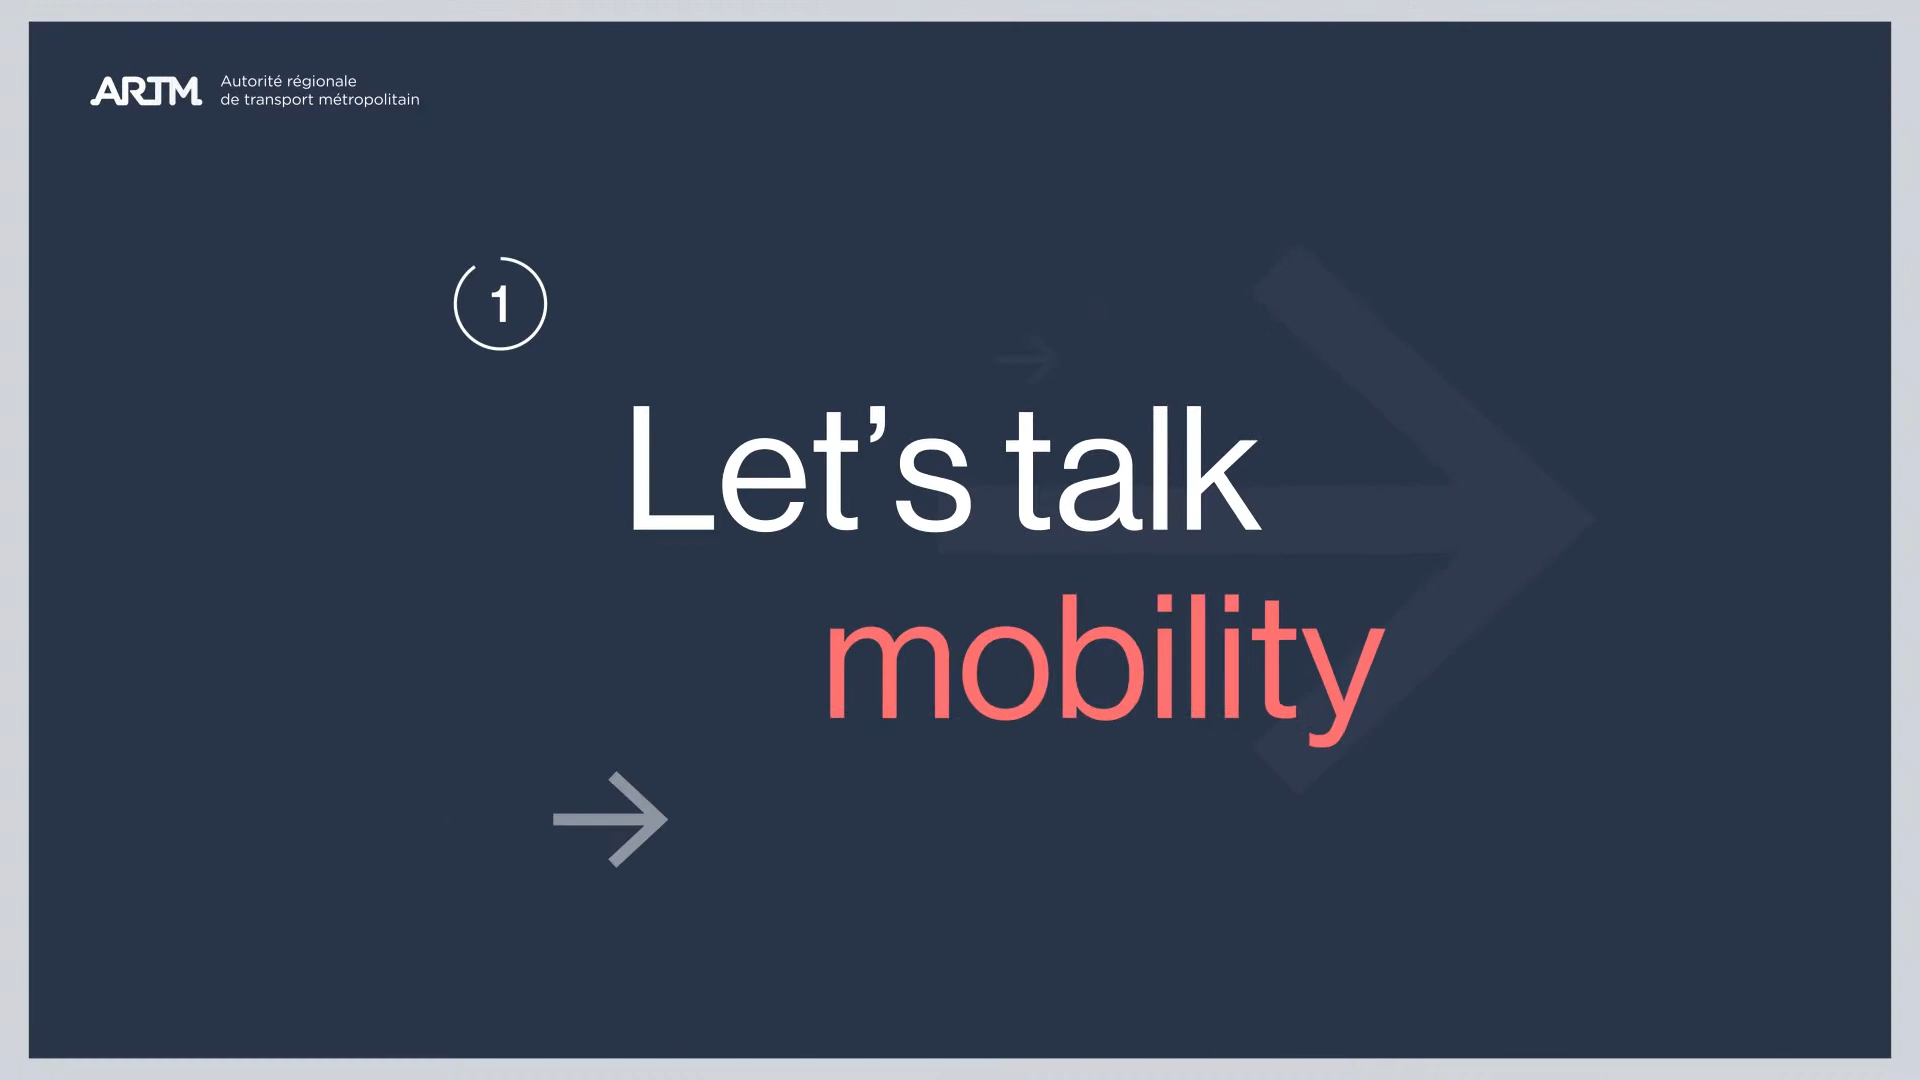 ARTM
Autorité régionale
de transport métropolitain
1
Let’s talk
mobility